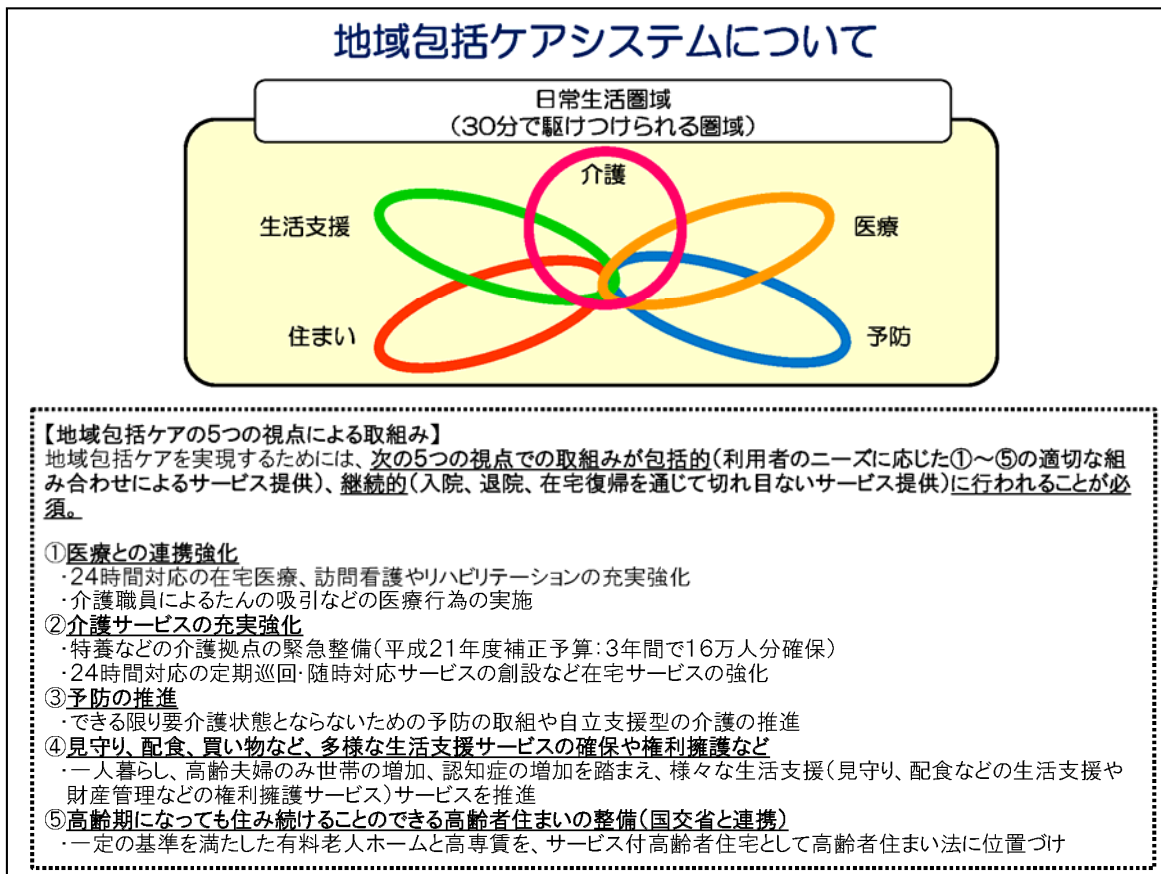 地域包括ケアシステムについて
日常生活圏域
（30分で駆けつけられる圏域）
介護
生活支援
医療
住まい
予防
【地域包括ケアの5つの視点による取組み】
地域包括ケアを実現するためには、次の5つの視点での取組みが包括的（利用者のニーズに応じた①～⑤の適切な組
み合わせによるサービス提供）、継続的（入院、退院、在宅復帰を通じて切れ目ないサービス提供）に行われることが必
須。
①医療との連携強化
・24時間対応の在宅医療、訪問看護やリハビリテーションの充実強化
・介護職員によるたんの吸引などの医療行為の実施
②介護サービスの充実強化
・特養などの介護拠点の緊急整備（平成21年度補正予算：3年間で16万人分確保）
・24時間対応の定期巡回・随時対応サービスの創設など在宅サービスの強化
③予防の推進
・できる限り要介護状態とならないための予防の取組や自立支援型の介護の推進
④見守り、配食、買い物など、多様な生活支援サービスの確保や権利擁護など
・一人暮らし、高齢夫婦のみ世帯の増加、認知症の増加を踏まえ、様々な生活支援（見守り、配食などの生活支援や
財産管理などの権利擁護サービス）サービスを推進
⑤高齢期になっても住み続けることのできる高齢者住まいの整備（国交省と連携）
・一定の基準を満たした有料老人ホームと高専賃を、サービス付高齢者住宅として高齢者住まい法に位置づけ